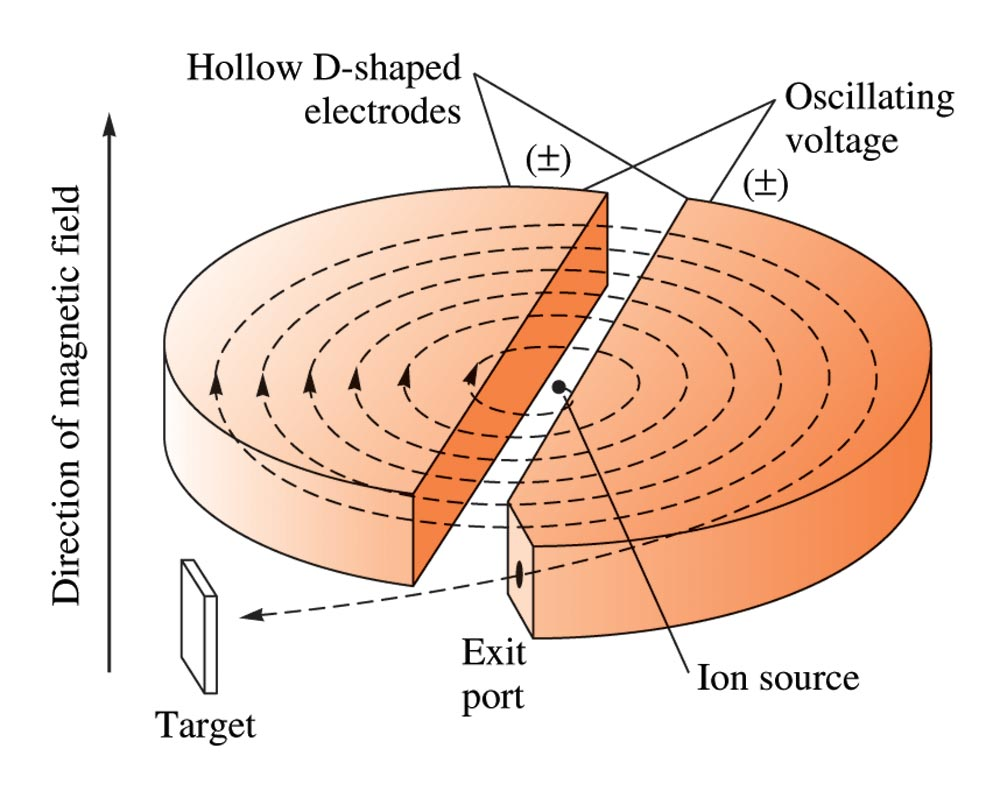 Hollow D-shaped
electrodes
Oscillating
voltage
(±)
(±)
Direction of magnetic field
Exit
port
Ion source
Target